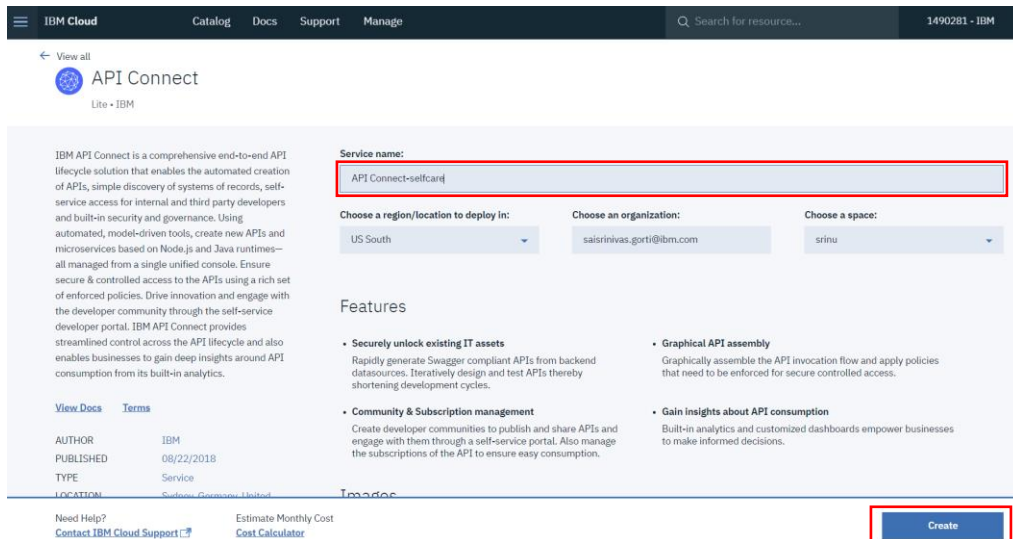 IBM Cloud
Catalog
Docs
Support
Manage
Search for resource...
1490281 - IBM
← View all
API Connect
Lite • IBM
IBM API Connect is a comprehensive end-to-end API
lifecycle solution that enables the automated creation
of APIs, simple discovery of systems of records, self-
service access for internal and third party developers
and built-in security and governance. Using
automated, model-driven tools, create new APIs and
microservices based on Node.js and Java runtimes—
all managed from a single unified console. Ensure
secure & controlled access to the APIs using a rich set
of enforced policies. Drive innovation and engage with
the developer community through the self-service
developer portal. IBM API Connect provides
streamlined control across the API lifecycle and also
enables businesses to gain deep insights around API
consumption from its built-in analytics.
View Docs
Terms
AUTHOR IBM
PUBLISHED 08/22/2018
TYPE Service
LOCATION Sydney, Germany, United
Service name:
API Connect-selfcare
Choose a region/location to deploy in:
US South
Choose an organization:
saisrinivas.gorti@ibm.com
Choose a space:
srinu
Features
• Securely unlock existing IT assets
Rapidly generate Swagger compliant APIs from backend
datasources. Iteratively design and test APIs thereby
shortening development cycles.
• Graphical API assembly
Graphically assemble the API invocation flow and apply policies
that need to be enforced for secure controlled access.
• Community & Subscription management
Create developer communities to publish and share APIs and
engage with them through a self-service portal. Also manage
the subscriptions of the API to ensure easy consumption.
• Gain insights about API consumption
Built-in analytics and customized dashboards empower businesses
to make informed decisions.
Images
Need Help?
Contact IBM Cloud Support
Estimate Monthly Cost
Cost Calculator
Create